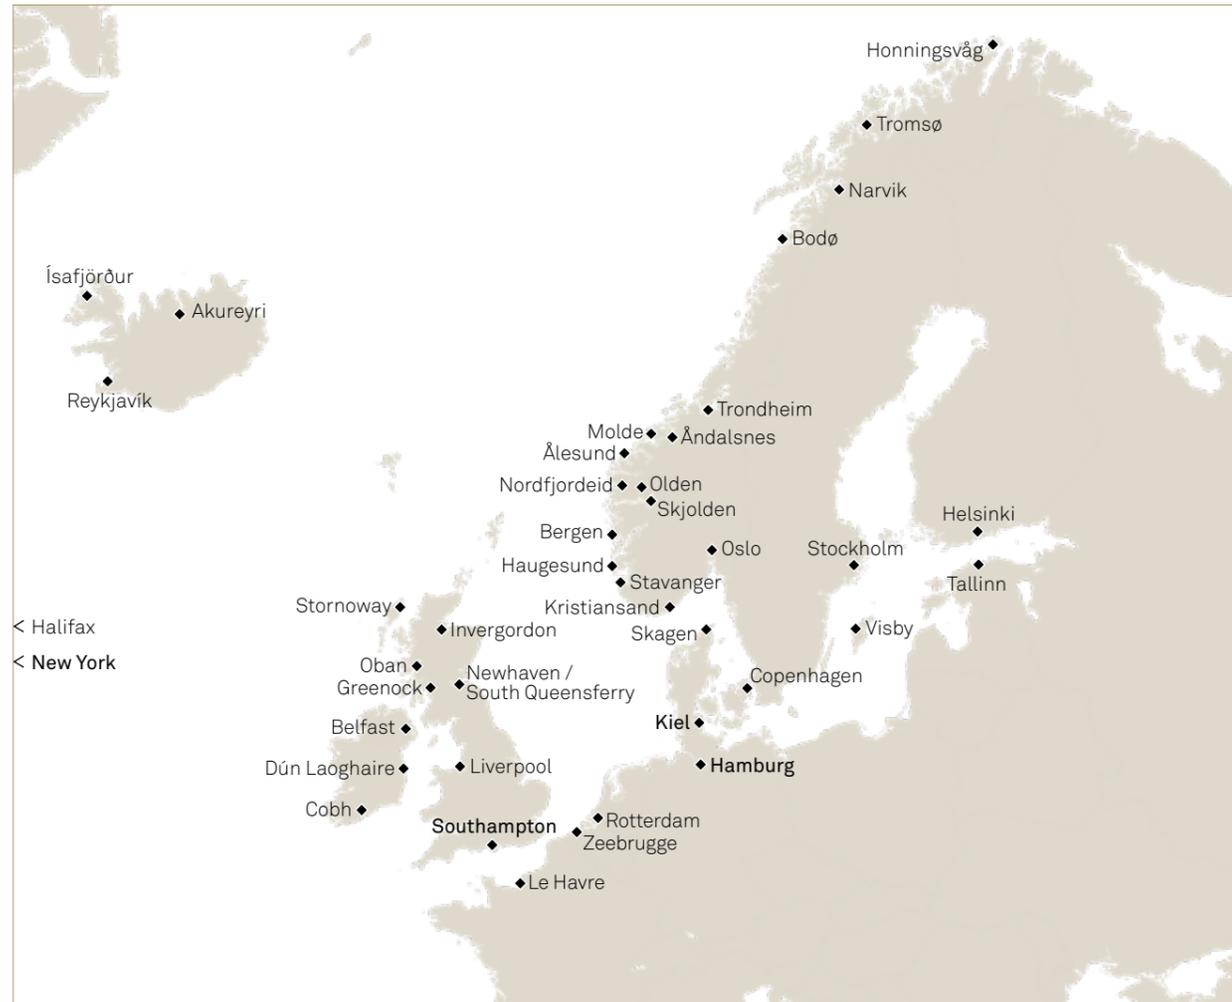 Honningsvåg
Tromsø
Narvik
Bodø
Ísafjörður
Akureyri
Reykjavík
Trondheim
Molde
Åndalsnes
Ålesund
Nordfjordeid
Olden
Skjolden
Helsinki
Bergen
Oslo
Stockholm
Haugesund
Stavanger
Tallinn
Stornoway
Kristiansand
< Halifax
Invergordon
Skagen
Visby
< New York
Oban
Newhaven /
South Queensferry
Greenock
Copenhagen
Belfast
Kiel
Dún Laoghaire
Liverpool
Hamburg
Cobh
Southampton
Rotterdam
Zeebrugge
Le Havre